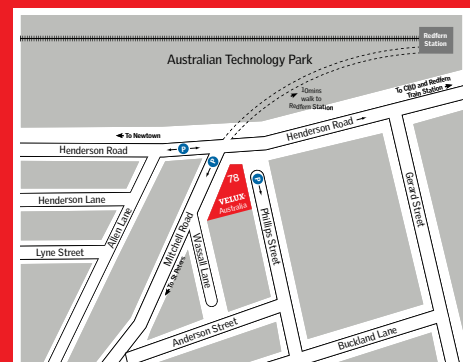 Redfern
Station
Australian Technology Park
10mins
walk to
Redfern Station
To CBD and Redfern
Train Station
To Newtown
Henderson Road
Henderson Road
P
P
P
78
VELUX
Australia
Henderson Lane
Allen Lane
Lyne Street
Mitchell Road
To St Peters
Wassall Lane
Phillips Street
Gerard Street
Anderson Street
Buckland Lane